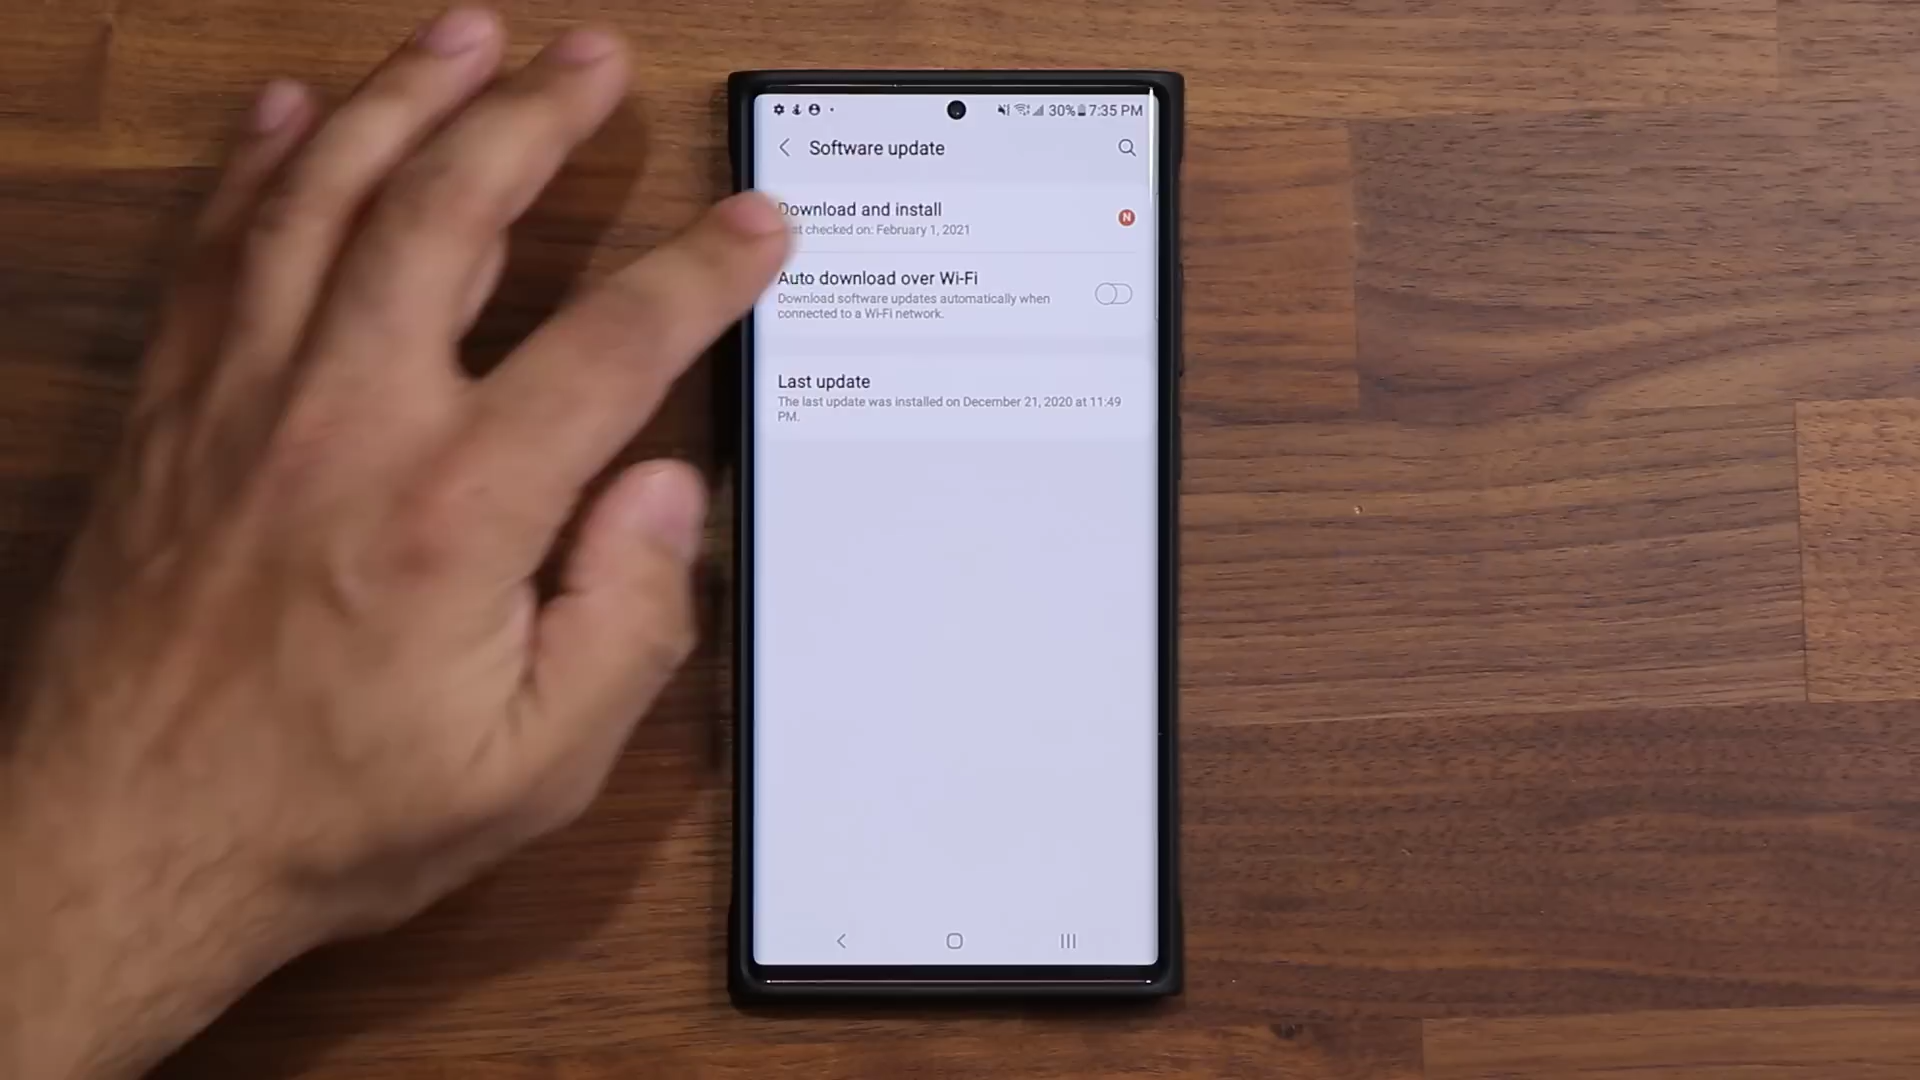 30% 7:35 PM
Software update
Download and install
N
checked on: February 1, 2021
Auto download over Wi-Fi
Download software updates automatically when
connected to a Wi-Fi network.
Last update
The last update was installed on December 21, 2020 at 11:49
PM.